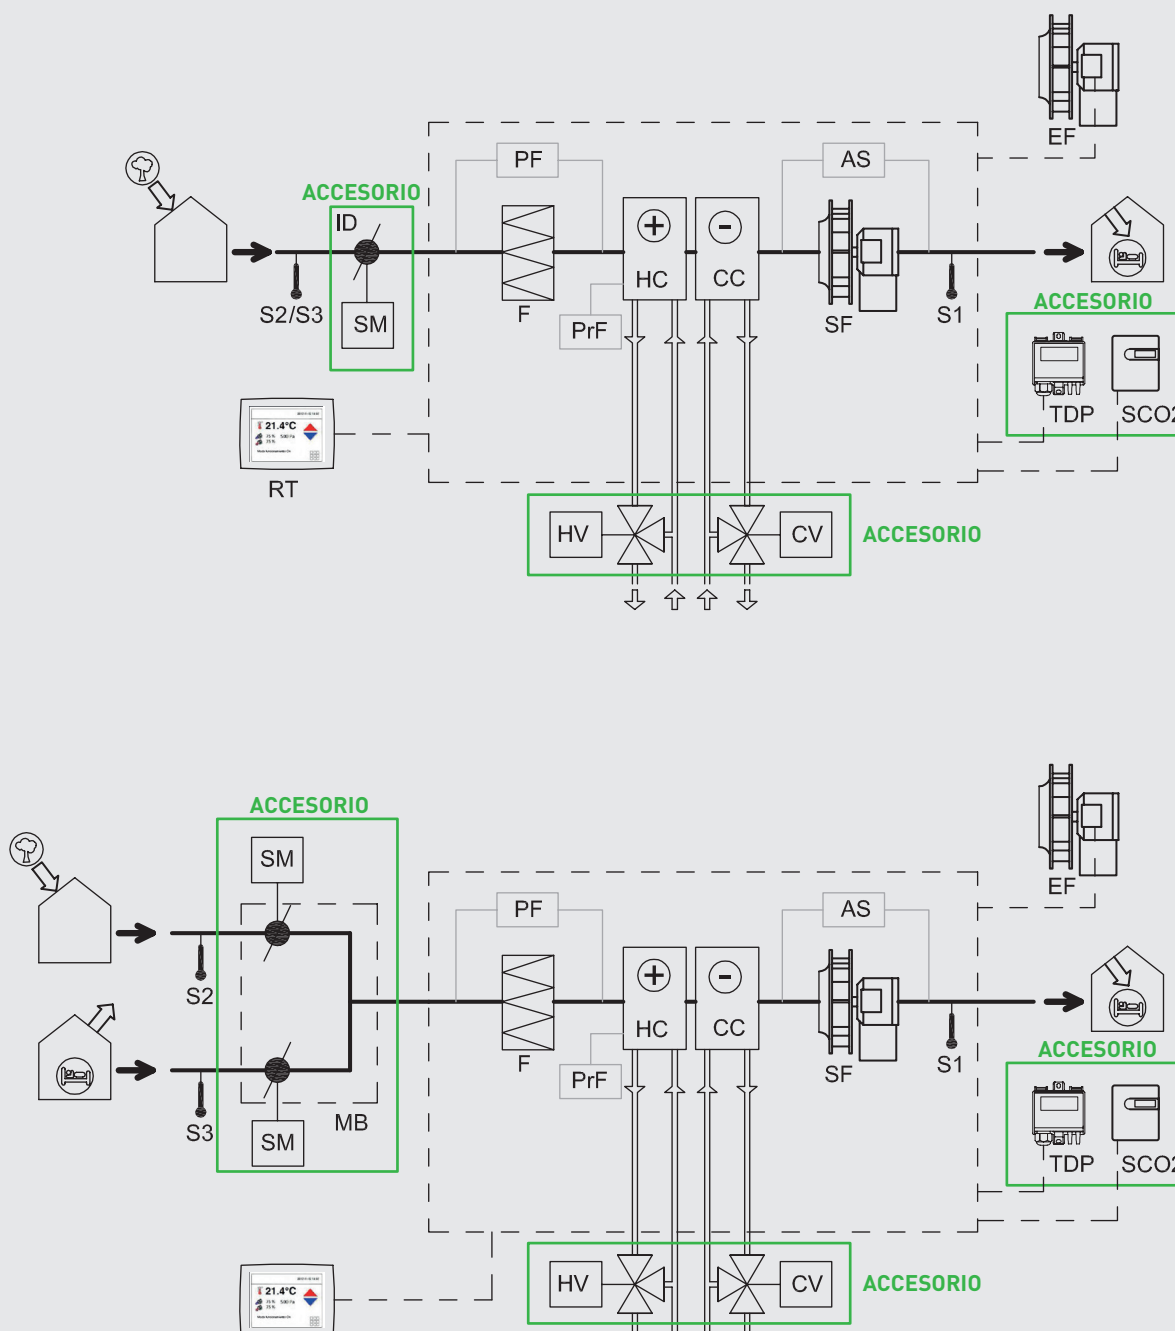 EF
PF
AS
ACCESORIO
ID
HC
CC
S2/S3
SM
F
PrF
SF
S1
ACCESORIO
TDP
SCO2
21.4°C
RT
HV
CV
ACCESORIO
EF
ACCESORIO
SM
PF
AS
S2
HC
CC
F
PrF
SF
S1
ACCESORIO
S3
MB
SM
TDP
SCO2
21.4°C
HV
CV
ACCESORIO